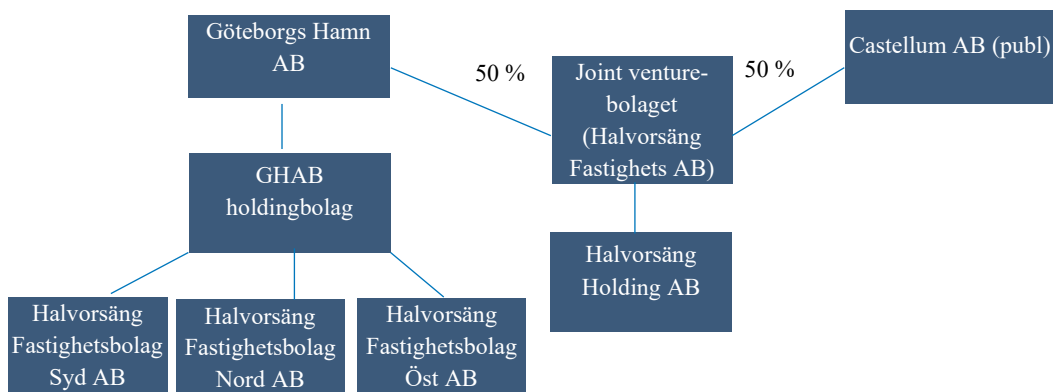 Göteborgs Hamn
AB
50 %
Joint venture-
bolaget
(Halvorsäng
Fastighets AB)
50 %
Castellum AB (publ)
GHAB
holdingbolag
Halvorsäng
Holding AB
Halvorsäng
Fastighetsbolag
Syd AB
Halvorsäng
Fastighetsbolag
Nord AB
Halvorsäng
Fastighetsbolag
Öst AB